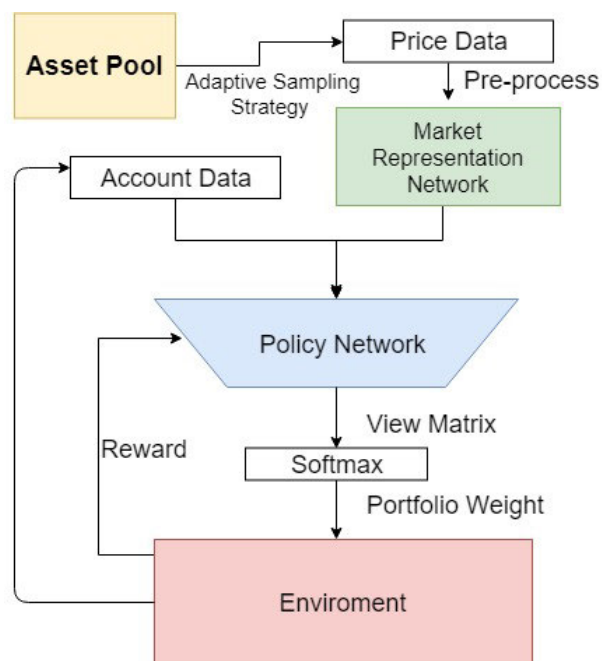 Asset Pool
Adaptive Sampling
Strategy
Price Data
Pre-process
Market
Representation
Network
Account Data
Policy Network
View Matrix
Reward
Softmax
Portfolio Weight
Enviroment